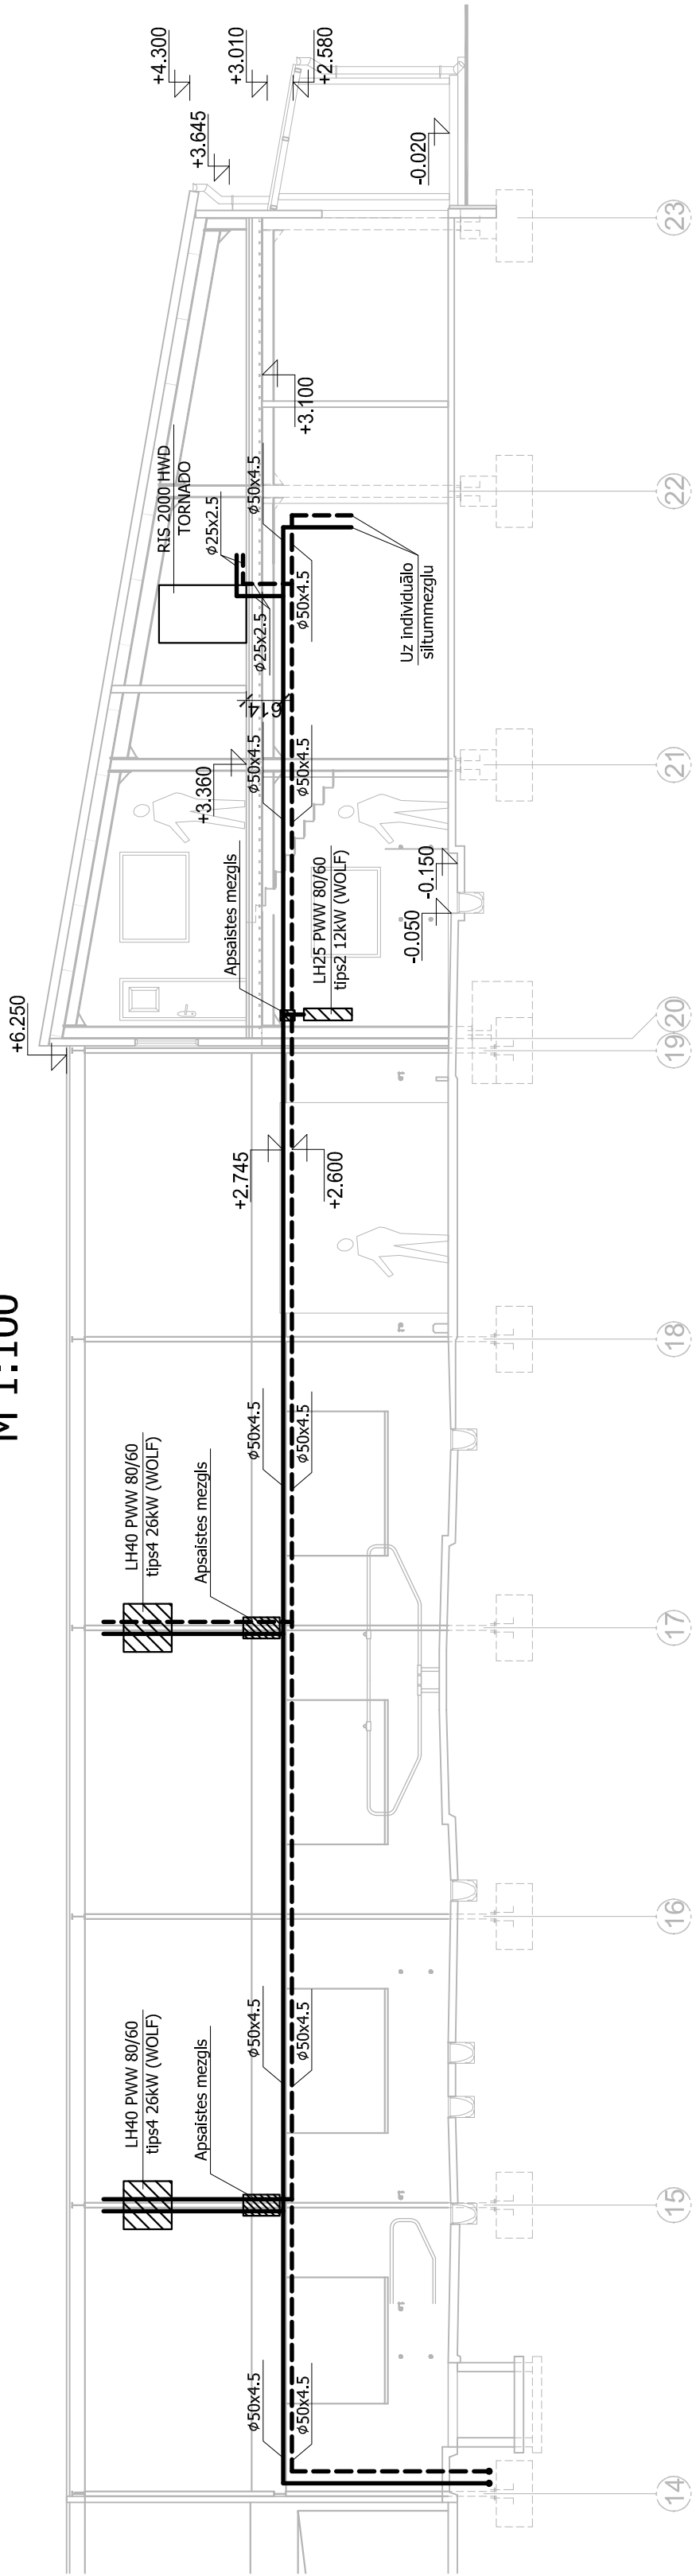 M 1:100
+6.250
+4.300
+3.645
+3.010
+2.580
-0.020
RIS 2000 HWD
TORNADO
ϕ25x2.5
ϕ50x4.5
+3.100
ϕ25x2.5
ϕ50x4.5
Uz individuālo
siltummezglu
614
+3.360
ϕ50x4.5
ϕ50x4.5
Apsaistes mezgls
LH25 PWW 80/60
tips2 12kW (WOLF)
-0.150
-0.050
+2.745
+2.600
LH40 PWW 80/60
tips4 26kW (WOLF)
Apsaistes mezgls
ϕ50x4.5
ϕ50x4.5
LH40 PWW 80/60
tips4 26kW (WOLF)
Apsaistes mezgls
ϕ50x4.5
ϕ50x4.5
ϕ50x4.5
ϕ50x4.5
14
15
16
17
18
19
20
21
22
23